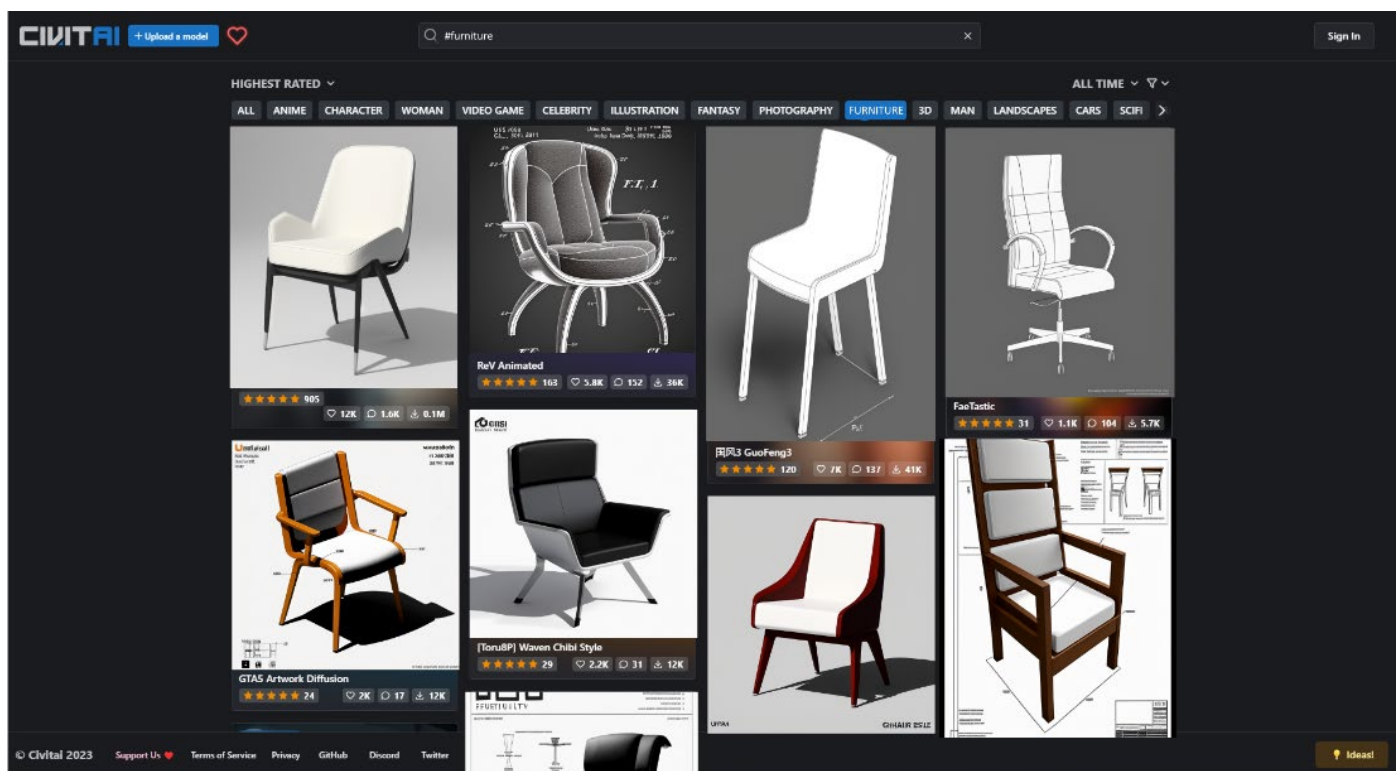 CIVITAI
+ Upload a model
#furniture
Sign In
HIGHEST RATED
ALL TIME
ALL
ANIME
CHARACTER
WOMAN
VIDEO GAME
CELEBRITY
ILLUSTRATION
FANTASY
PHOTOGRAPHY
FURNITURE
3D
MAN
LANDSCAPES
CARS
SCIFI
905
12K 1.6K 0.1M
ReV Animated
163 5.8K 152 36K
国风3 GuoFeng3
120 7K 137 41K
FaeTastic
31 1.1K 104 5.7K
GTA5 Artwork Diffusion
24 2K 17 12K
[Toru8P] Waven Chibi Style
29 2.2K 31 12K
© Civital 2023
Support Us
Terms of Service
Privacy
GitHub
Discord
Twitter
Ideas!